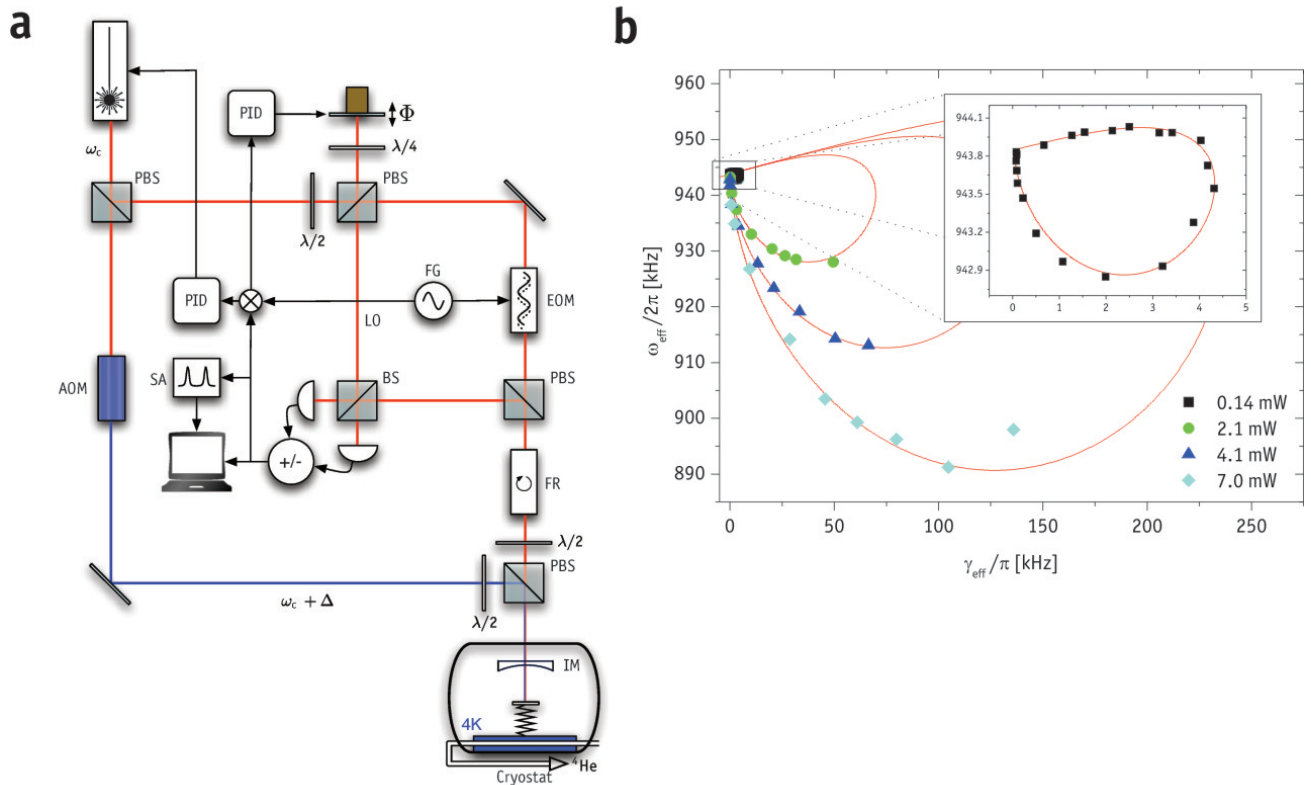 a
ω_c
PBS
PID
Φ
λ/4
PBS
λ/2
PID
FG
LO
EOM
AOM
SA
BS
PBS
+/-
FR
λ/2
PBS
λ/2
ω_c + Δ
IM
4K
⁴He
Cryostat
b
960
950
940
930
920
910
900
890
ω_eff/2π [kHz]
0
50
100
150
200
250
γ_eff/π [kHz]
944.1
943.8
943.5
943.2
942.9
0
1
2
3
4
5
0.14 mW
2.1 mW
4.1 mW
7.0 mW